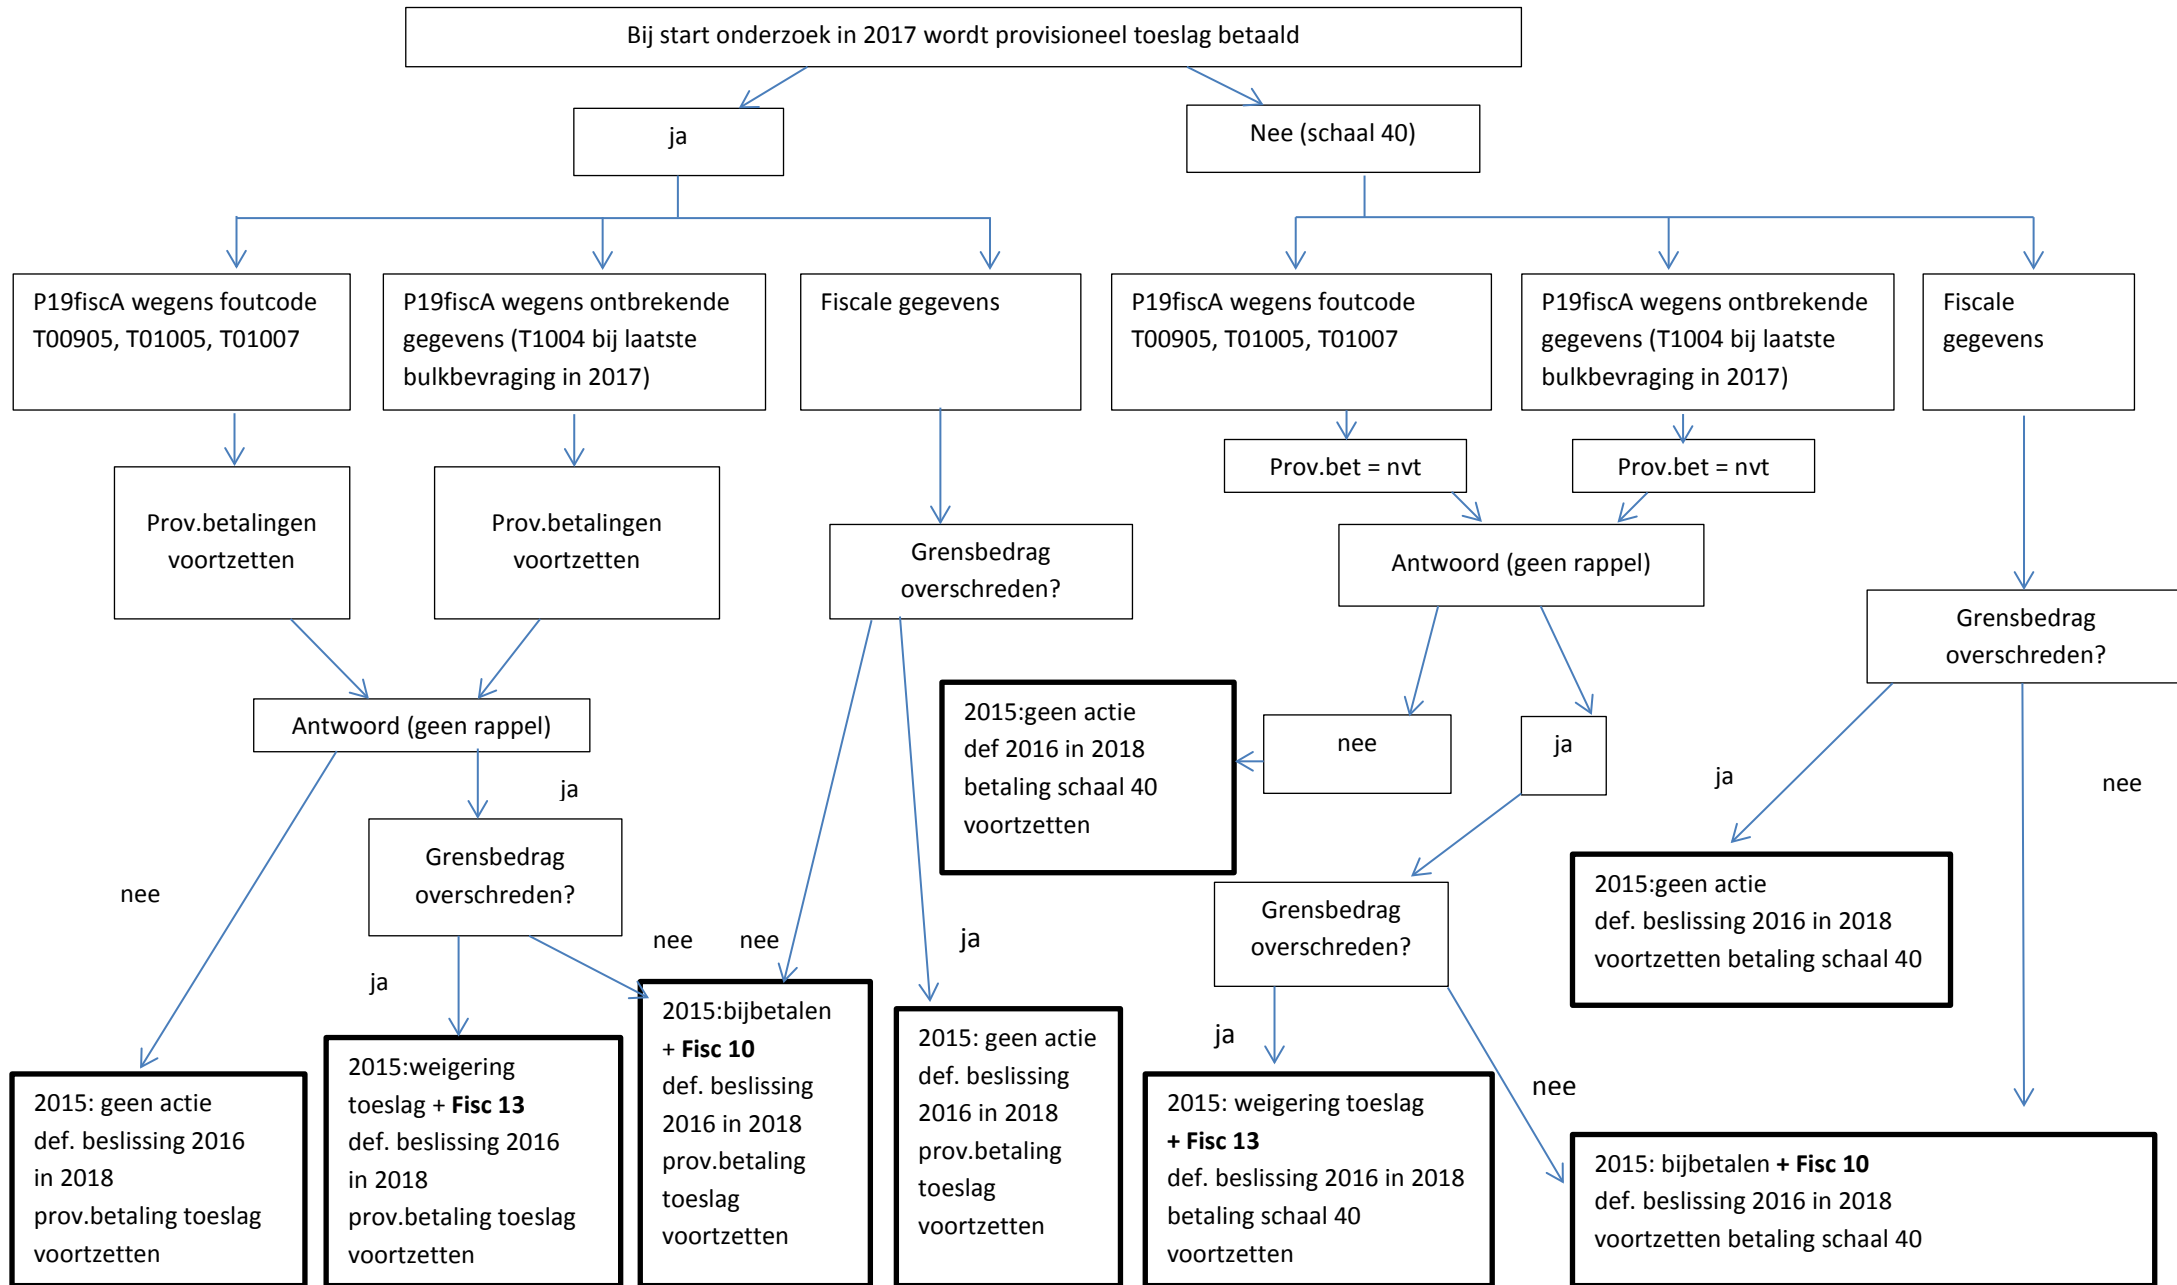 Bij start onderzoek in 2017 wordt provisioneel toeslag betaald
ja
Nee (schaal 40)
P19fiscA wegens foutcode
T00905, T01005, T01007
P19fiscA wegens ontbrekende
gegevens (T1004 bij laatste
bulkbevraging in 2017)
Fiscale gegevens
P19fiscA wegens foutcode
T00905, T01005, T01007
P19fiscA wegens ontbrekende
gegevens (T1004 bij laatste
bulkbevraging in 2017)
Fiscale
gegevens
Prov.betalingen
voortzetten
Prov.betalingen
voortzetten
Grensbedrag
overschreden?
Prov.bet = nvt
Prov.bet = nvt
Antwoord (geen rappel)
Grensbedrag
overschreden?
Antwoord (geen rappel)
2015:geen actie
def 2016 in 2018
betaling schaal 40
voortzetten
nee
ja
ja
nee
ja
nee
Grensbedrag
overschreden?
nee
nee
ja
ja
Grensbedrag
overschreden?
2015:geen actie
def. beslissing 2016 in 2018
voortzetten betaling schaal 40
ja
nee
2015: geen actie
def. beslissing 2016
in 2018
prov.betaling toeslag
voortzetten
2015:weigering
toeslag + Fisc 13
def. beslissing 2016
in 2018
prov.betaling toeslag
voortzetten
2015:bijbetalen
+ Fisc 10
def. beslissing
2016 in 2018
prov.betaling
toeslag
voortzetten
2015: geen actie
def. beslissing
2016 in 2018
prov.betaling
toeslag
voortzetten
2015: weigering toeslag
+ Fisc 13
def. beslissing 2016 in 2018
betaling schaal 40
voortzetten
2015: bijbetalen + Fisc 10
def. beslissing 2016 in 2018
voortzetten betaling schaal 40